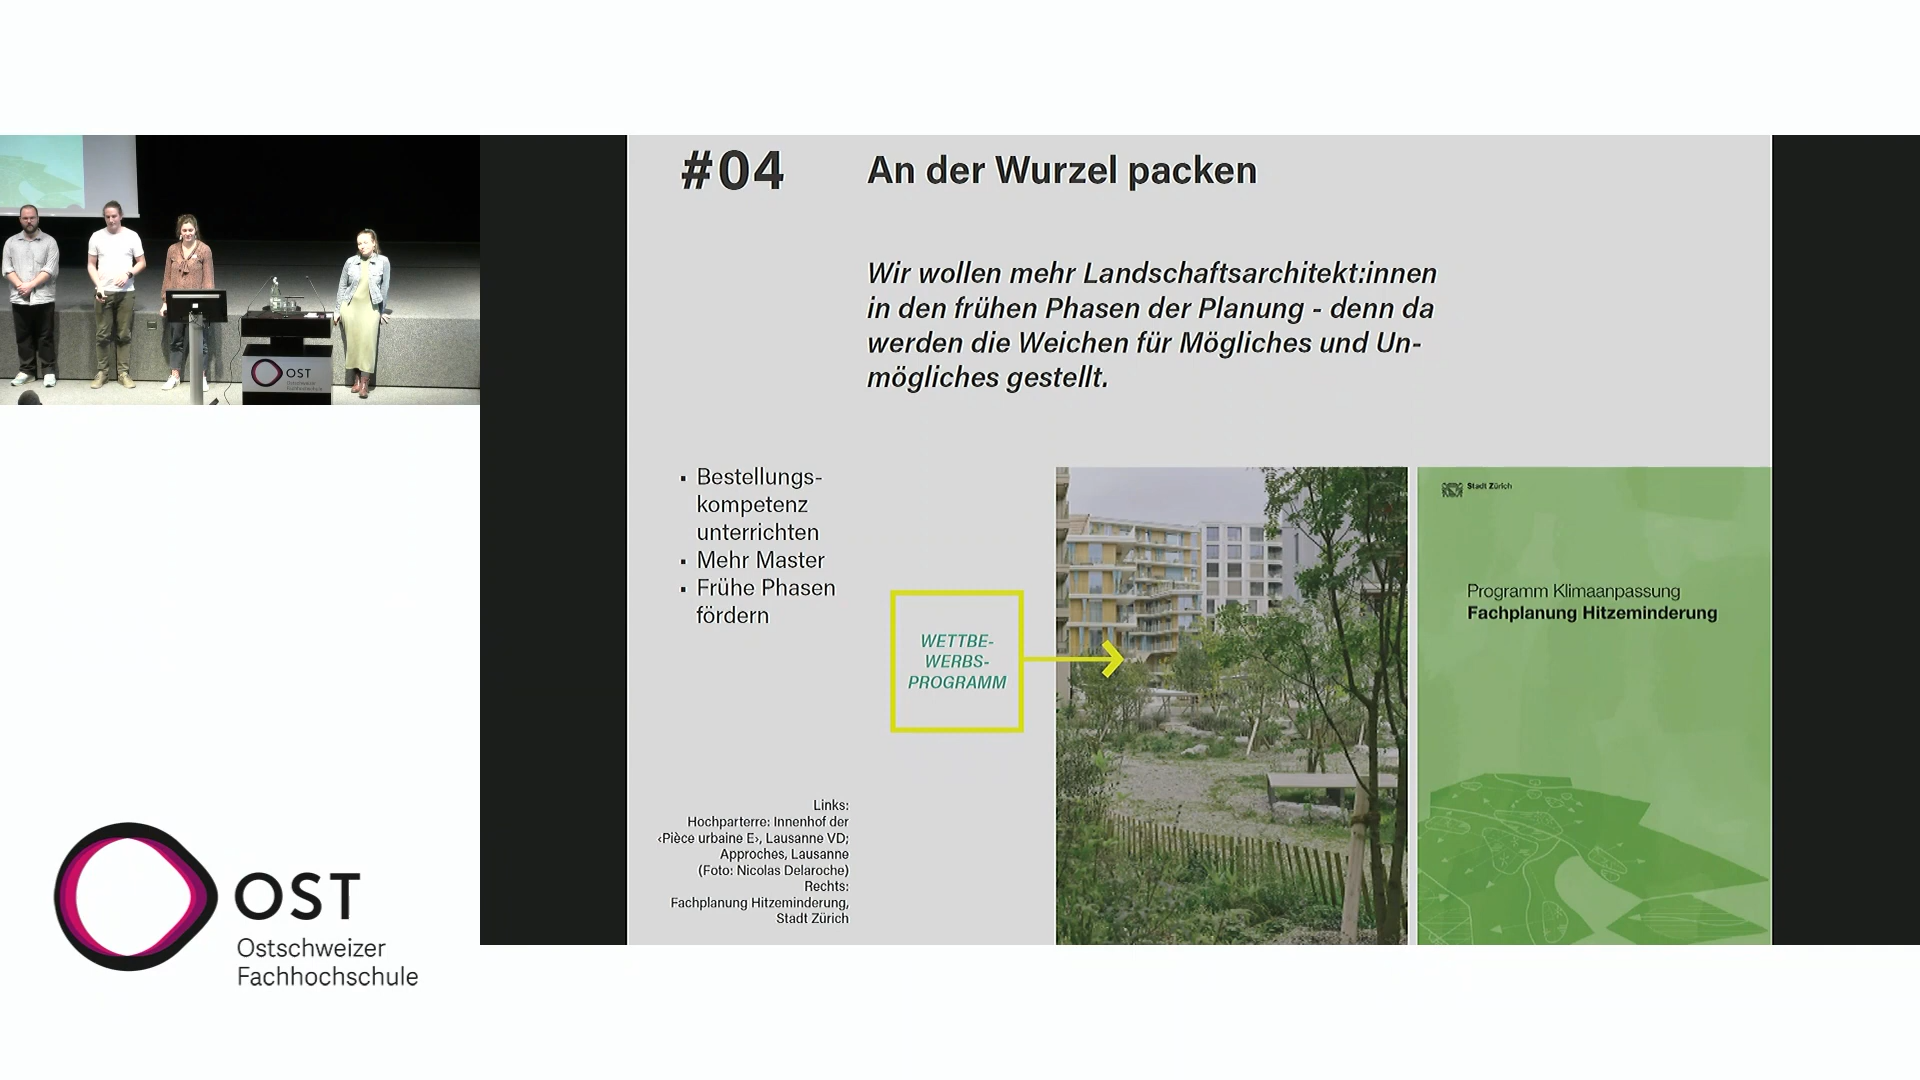 #04
An der Wurzel packen
Wir wollen mehr Landschaftsarchitekt:innen
in den frühen Phasen der Planung - denn da
werden die Weichen für Mögliches und Un-
mögliches gestellt.
▪ Bestellungs-
kompetenz
unterrichten
▪ Mehr Master
▪ Frühe Phasen
fördern
WETTBE-
WERBS-
PROGRAMM
Stadt Zürich
Programm Klimaanpassung
Fachplanung Hitzeminderung
Links:
Hochparterre: Innenhof der
‹Pièce urbaine E›, Lausanne VD;
Approches, Lausanne
(Foto: Nicolas Delaroche)
Rechts:
Fachplanung Hitzeminderung,
Stadt Zürich
OST
Ostschweizer
Fachhochschule
OST
Ostschweizer
Fachhochschule